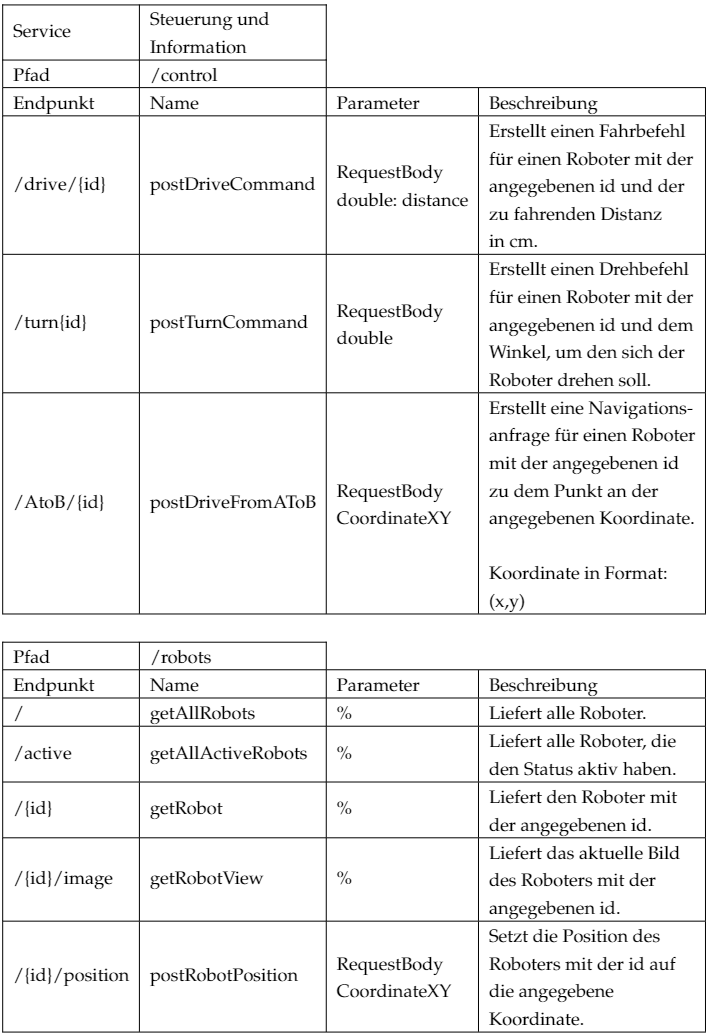 Service
Steuerung und
Information
Pfad
/control
Endpunkt
Name
Parameter
Beschreibung
/drive/{id}
postDriveCommand
RequestBody
double: distance
Erstellt einen Fahrbefehl
für einen Roboter mit der
angegebenen id und der
zu fahrenden Distanz
in cm.
/turn{id}
postTurnCommand
RequestBody
double
Erstellt einen Drehbefehl
für einen Roboter mit der
angegebenen id und dem
Winkel, um den sich der
Roboter drehen soll.
/AtoB/{id}
postDriveFromAToB
RequestBody
CoordinateXY
Erstellt eine Navigations-
anfrage für einen Roboter
mit der angegebenen id
zu dem Punkt an der
angegebenen Koordinate.
Koordinate in Format:
(x,y)
Pfad
/robots
Endpunkt
Name
Parameter
Beschreibung
/
getAllRobots
%
Liefert alle Roboter.
/active
getAllActiveRobots
%
Liefert alle Roboter, die
den Status aktiv haben.
/{id}
getRobot
%
Liefert den Roboter mit
der angegebenen id.
/{id}/image
getRobotView
%
Liefert das aktuelle Bild
des Roboters mit der
angegebenen id.
/{id}/position
postRobotPosition
RequestBody
CoordinateXY
Setzt die Position des
Roboters mit der id auf
die angegebene
Koordinate.